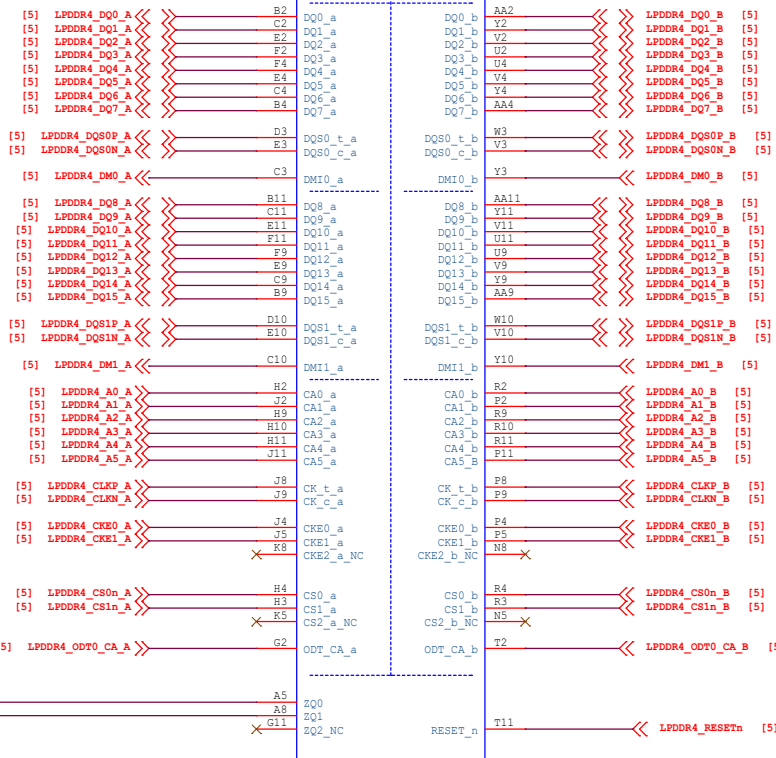 [5] LPDDR4_DQ0_A B2 DQ0_a DQ0_b AA2 LPDDR4_DQ0_B [5]
[5] LPDDR4_DQ1_A C2 DQ1_a DQ1_b Y2 LPDDR4_DQ1_B [5]
[5] LPDDR4_DQ2_A E2 DQ2_a DQ2_b V2 LPDDR4_DQ2_B [5]
[5] LPDDR4_DQ3_A F2 DQ3_a DQ3_b U2 LPDDR4_DQ3_B [5]
[5] LPDDR4_DQ4_A F4 DQ4_a DQ4_b U4 LPDDR4_DQ4_B [5]
[5] LPDDR4_DQ5_A E4 DQ5_a DQ5_b V4 LPDDR4_DQ5_B [5]
[5] LPDDR4_DQ6_A C4 DQ6_a DQ6_b Y4 LPDDR4_DQ6_B [5]
[5] LPDDR4_DQ7_A B4 DQ7_a DQ7_b AA4 LPDDR4_DQ7_B [5]
[5] LPDDR4_DQS0P_A D3 DQS0_t_a DQS0_t_b W3 LPDDR4_DQS0P_B [5]
[5] LPDDR4_DQS0N_A E3 DQS0_c_a DQS0_c_b V3 LPDDR4_DQS0N_B [5]
[5] LPDDR4_DM0_A C3 DMI0_a DMI0_b Y3 LPDDR4_DM0_B [5]
[5] LPDDR4_DQ8_A B11 DQ8_a DQ8_b AA11 LPDDR4_DQ8_B [5]
[5] LPDDR4_DQ9_A C11 DQ9_a DQ9_b Y11 LPDDR4_DQ9_B [5]
[5] LPDDR4_DQ10_A E11 DQ10_a DQ10_b V11 LPDDR4_DQ10_B [5]
[5] LPDDR4_DQ11_A F11 DQ11_a DQ11_b U11 LPDDR4_DQ11_B [5]
[5] LPDDR4_DQ12_A F9 DQ12_a DQ12_b U9 LPDDR4_DQ12_B [5]
[5] LPDDR4_DQ13_A E9 DQ13_a DQ13_b V9 LPDDR4_DQ13_B [5]
[5] LPDDR4_DQ14_A C9 DQ14_a DQ14_b Y9 LPDDR4_DQ14_B [5]
[5] LPDDR4_DQ15_A B9 DQ15_a DQ15_b AA9 LPDDR4_DQ15_B [5]
[5] LPDDR4_DQS1P_A D10 DQS1_t_a DQS1_t_b W10 LPDDR4_DQS1P_B [5]
[5] LPDDR4_DQS1N_A E10 DQS1_c_a DQS1_c_b V10 LPDDR4_DQS1N_B [5]
[5] LPDDR4_DM1_A C10 DMI1_a DMI1_b Y10 LPDDR4_DM1_B [5]
[5] LPDDR4_A0_A H2 CA0_a CA0_b R2 LPDDR4_A0_B [5]
[5] LPDDR4_A1_A J2 CA1_a CA1_b P2 LPDDR4_A1_B [5]
[5] LPDDR4_A2_A H9 CA2_a CA2_b R9 LPDDR4_A2_B [5]
[5] LPDDR4_A3_A H10 CA3_a CA3_b R10 LPDDR4_A3_B [5]
[5] LPDDR4_A4_A H11 CA4_a CA4_b R11 LPDDR4_A4_B [5]
[5] LPDDR4_A5_A J11 CA5_a CA5_B P11 LPDDR4_A5_B [5]
[5] LPDDR4_CLKP_A J8 CK_t_a CK_t_b P8 LPDDR4_CLKP_B [5]
[5] LPDDR4_CLKN_A J9 CK_c_a CK_c_b P9 LPDDR4_CLKN_B [5]
[5] LPDDR4_CKE0_A J4 CKE0_a CKE0_b P4 LPDDR4_CKE0_B [5]
[5] LPDDR4_CKE1_A J5 CKE1_a CKE1_b P5 LPDDR4_CKE1_B [5]
K8 CKE2_a_NC CKE2_b_NC N8
[5] LPDDR4_CS0n_A H4 CS0_a CS0_b R4 LPDDR4_CS0n_B [5]
[5] LPDDR4_CS1n_A H3 CS1_a CS1_b R3 LPDDR4_CS1n_B [5]
K5 CS2_a_NC CS2_b_NC N5
5] LPDDR4_ODT0_CA_A G2 ODT_CA_a ODT_CA_b T2 LPDDR4_ODT0_CA_B [5
A5 ZQ0
A8 ZQ1
G11 ZQ2_NC RESET_n T11 LPDDR4_RESETn [5]